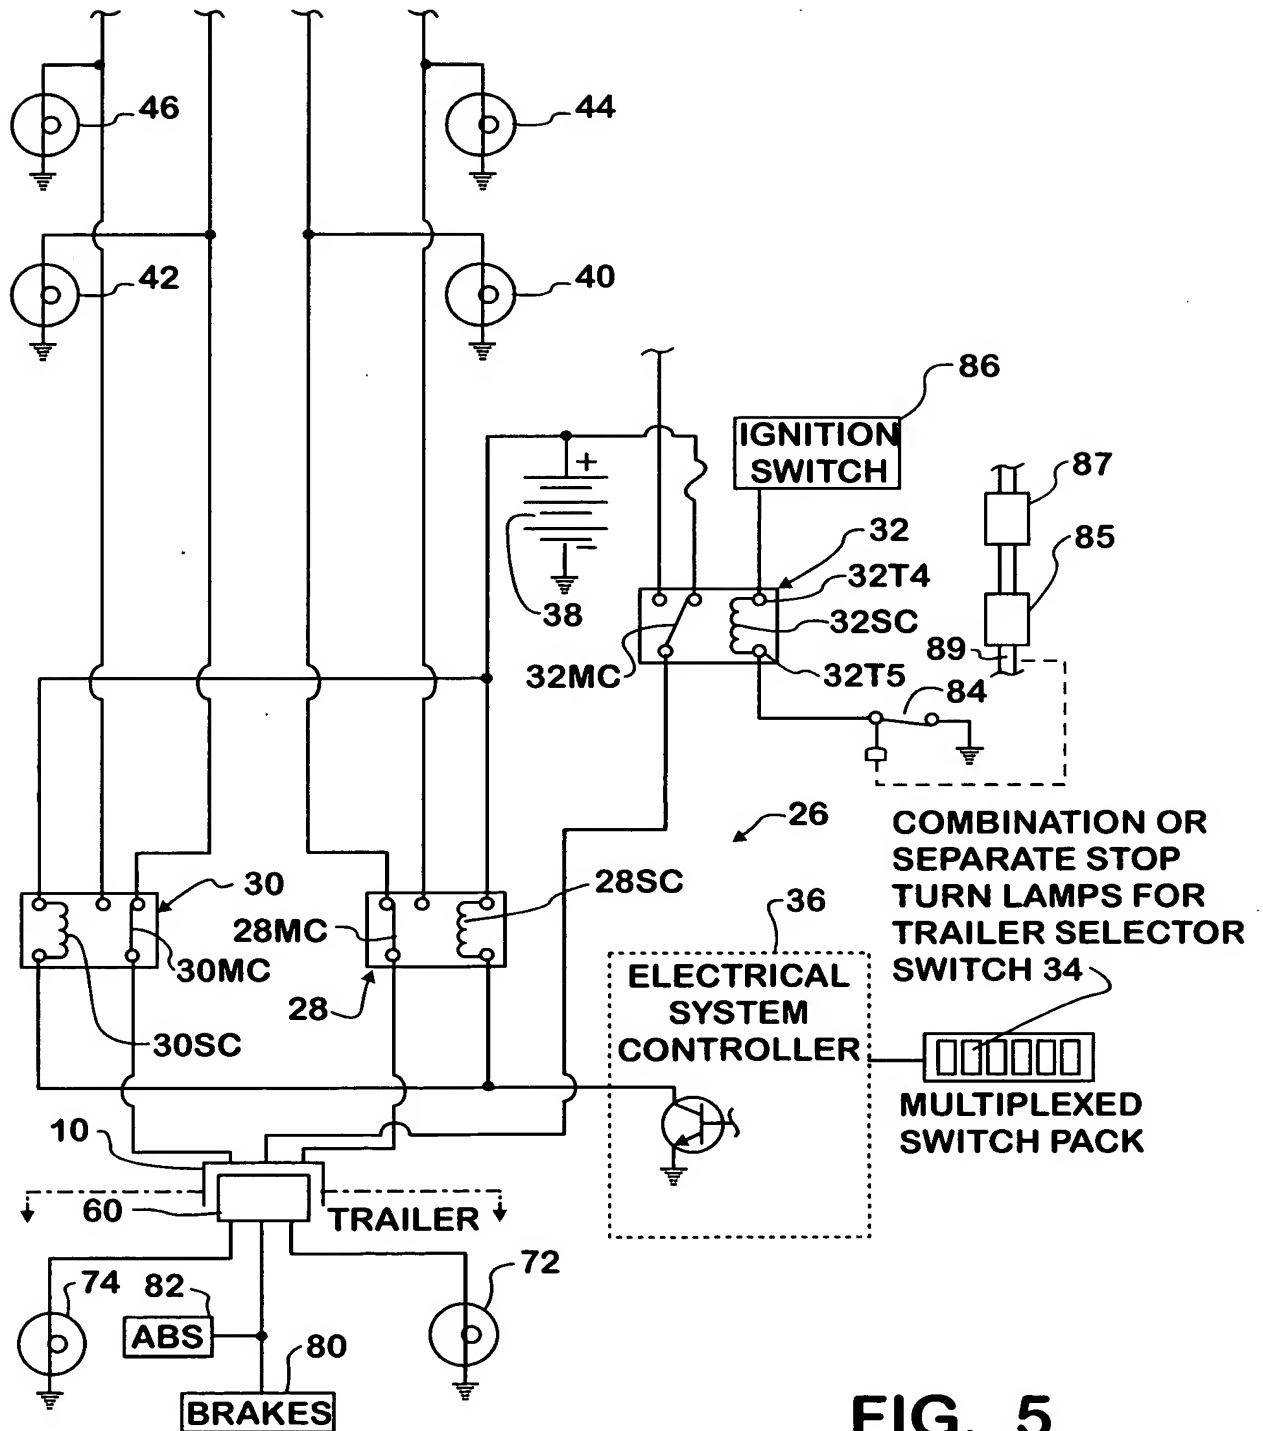 46
44
42
40
86
IGNITION
SWITCH
87
+
85
32
32T4
38
32SC
89
32MC
32T5
84
26
COMBINATION OR
SEPARATE STOP
TURN LAMPS FOR
TRAILER SELECTOR
SWITCH 34
30
28SC
36
28MC
30MC
ELECTRICAL
SYSTEM
CONTROLLER
28
30SC
MULTIPLEXED
SWITCH PACK
10
60
TRAILER
74
82
72
ABS
80
BRAKES
FIG. 5